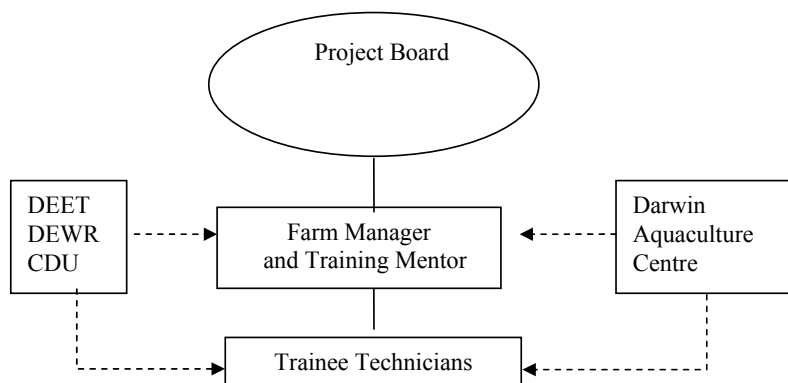 Project Board
DEET
DEWR
CDU
Farm Manager
and Training Mentor
Darwin
Aquaculture
Centre
Trainee Technicians